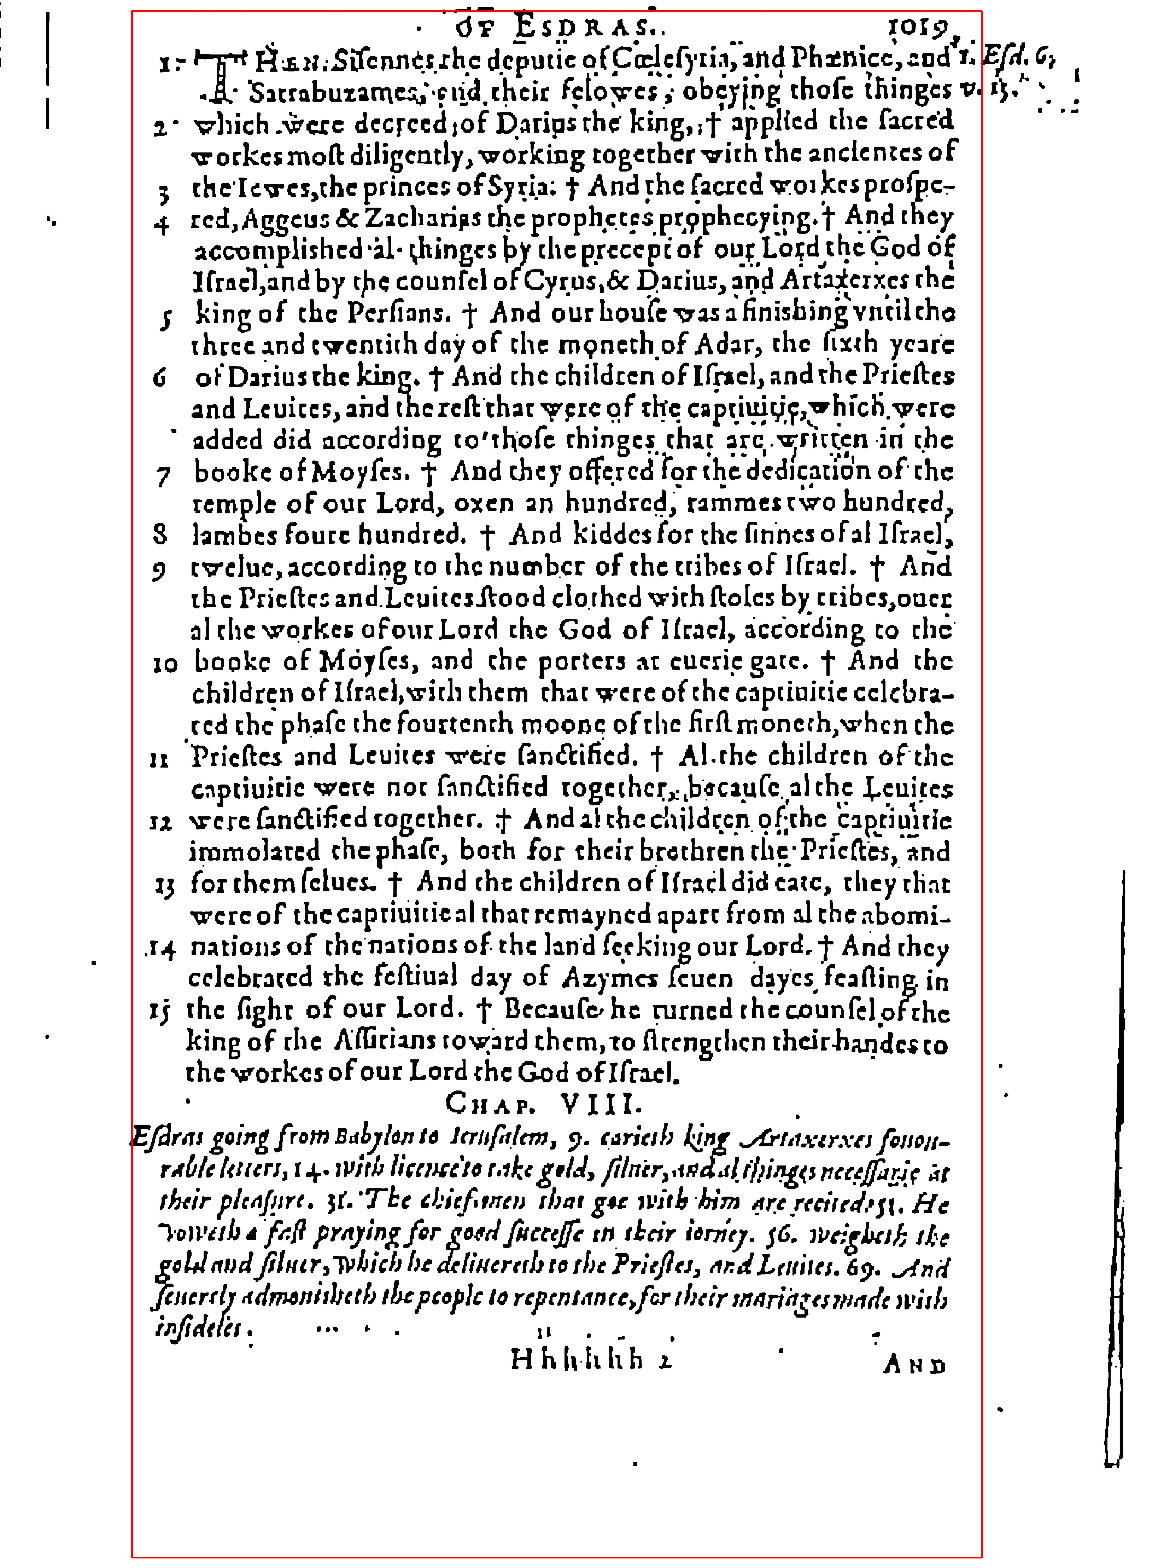 OF ESDRAS. 1019.
1. THEN Sisennes the deputie of Cœlesyria, and Phœnice, and 1. Esd. 6,
Satrabuzames, and their felowes, obeying those thinges v. 13.
2 which were decreed of Darius the king, † applied the sacred
workes most diligently, working together with the ancientes of
3 the Iewes, the princes of Syria: † And the sacred workes prospe-
4 red, Aggeus & Zacharias the prophetes prophecying. † And they
accomplished al thinges by the precept of our Lord the God of
Israel, and by the counsel of Cyrus, & Darius, and Artaxerxes the
5 king of the Persians. † And our house was a finishing vntil the
three and twentith day of the moneth of Adar, the sixth yeare
6 of Darius the king. † And the children of Israel, and the Priestes
and Leuites, and the rest that were of the captiuitie, which were
added did according to those thinges that are written in the
7 booke of Moyses. † And they offered for the dedication of the
temple of our Lord, oxen an hundred, rammes two hundred,
8 lambes foure hundred. † And kiddes for the sinnes of al Israel,
9 twelue, according to the number of the tribes of Israel. † And
the Priestes and Leuites stood clothed with stoles by tribes, ouer
al the workes of our Lord the God of Israel, according to the
10 booke of Moyses, and the porters at euerie gate. † And the
children of Israel, with them that were of the captiuitie celebra-
ted the phase the fourtenth moone of the first moneth, when the
11 Priestes and Leuites were sanctified. † Al the children of the
captiuitie were not sanctified together, because al the Leuites
12 were sanctified together. † And al the children of the captiuitie
immolated the phase, both for their brethren the Priestes, and
13 for them selues. † And the children of Israel did eate, they that
were of the captiuitie al that remayned apart from al the abomi-
14 nations of the nations of the land seeking our Lord. † And they
celebrated the festiual day of Azymes seuen dayes feasting in
15 the sight of our Lord. † Because he turned the counsel of the
king of the Assirians toward them, to strengthen their handes to
the workes of our Lord the God of Israel.
CHAP. VIII.
Esdras going from Babylon to Ierusalem, 9. carieth king Artaxerxes fonou-
rable letters, 14. with licence to take gold, siluer, and al thinges necessarie at
their pleasure. 31. The chiefe men that goe with him are recited. 51. He
voweth a fast praying for good successe in their iorney. 56. weigheth the
gold and siluer, which he deliuereth to the Priestes, and Leuites. 69. And
seuerely admonisheth the people to repentance, for their mariages made with
infideles.
Hhhhhh 2 AND